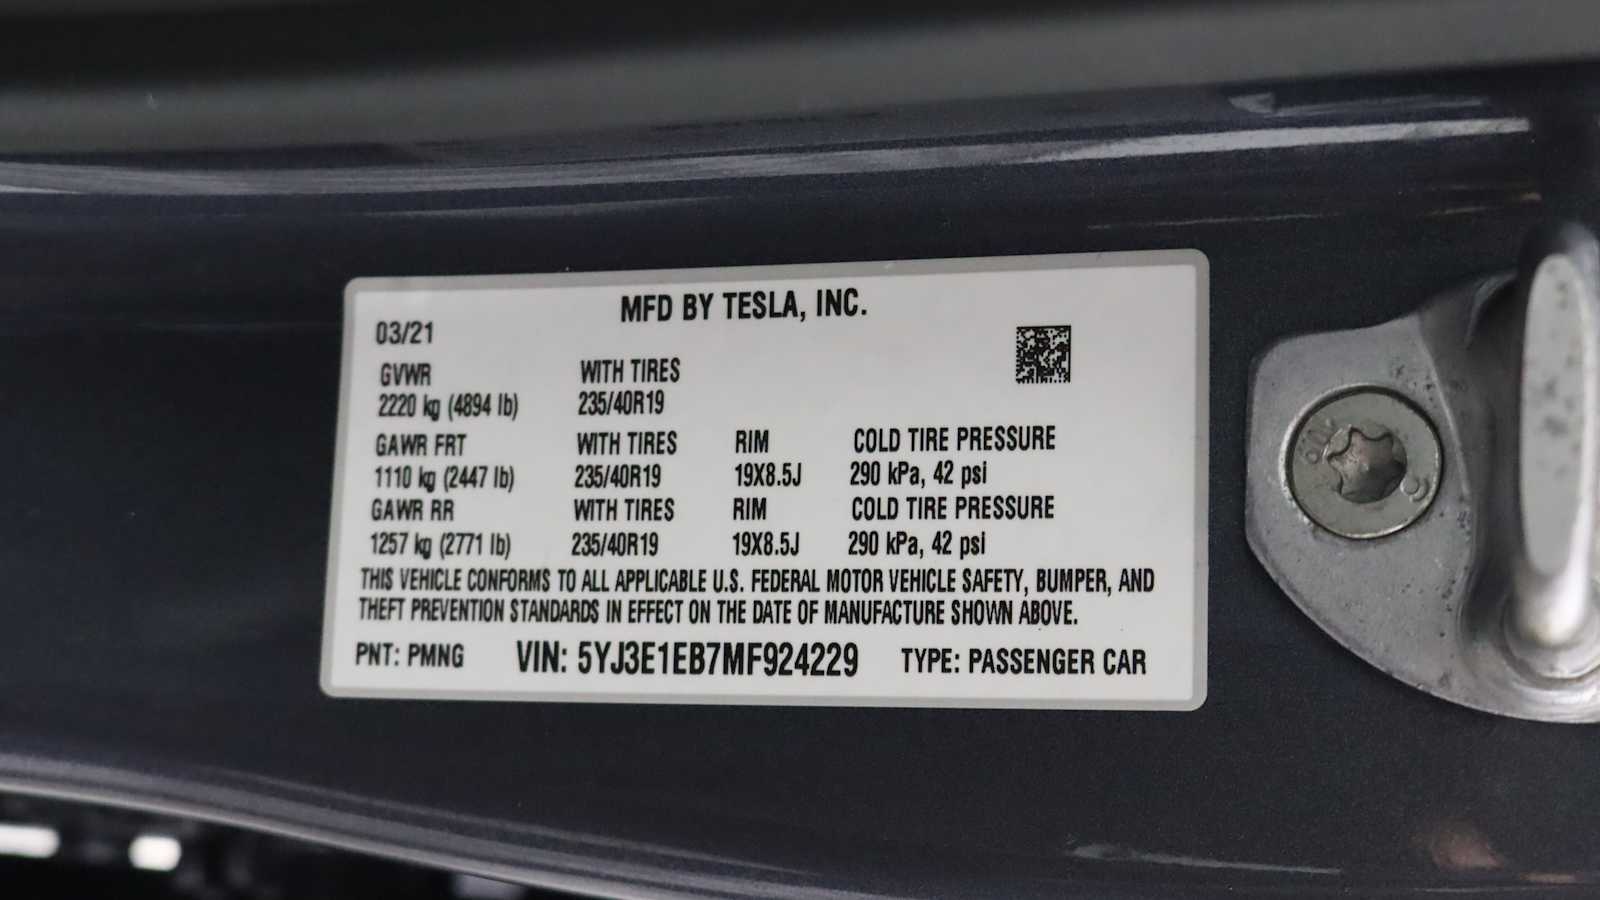 MFD BY TESLA, INC.
03/21
GVWR WITH TIRES
2220 kg (4894 lb) 235/40R19
GAWR FRT WITH TIRES RIM COLD TIRE PRESSURE
1110 kg (2447 lb) 235/40R19 19X8.5J 290 kPa, 42 psi
GAWR RR WITH TIRES RIM COLD TIRE PRESSURE
1257 kg (2771 lb) 235/40R19 19X8.5J 290 kPa, 42 psi
THIS VEHICLE CONFORMS TO ALL APPLICABLE U.S. FEDERAL MOTOR VEHICLE SAFETY, BUMPER, AND
THEFT PREVENTION STANDARDS IN EFFECT ON THE DATE OF MANUFACTURE SHOWN ABOVE.
PNT: PMNG VIN: 5YJ3E1EB7MF924229 TYPE: PASSENGER CAR